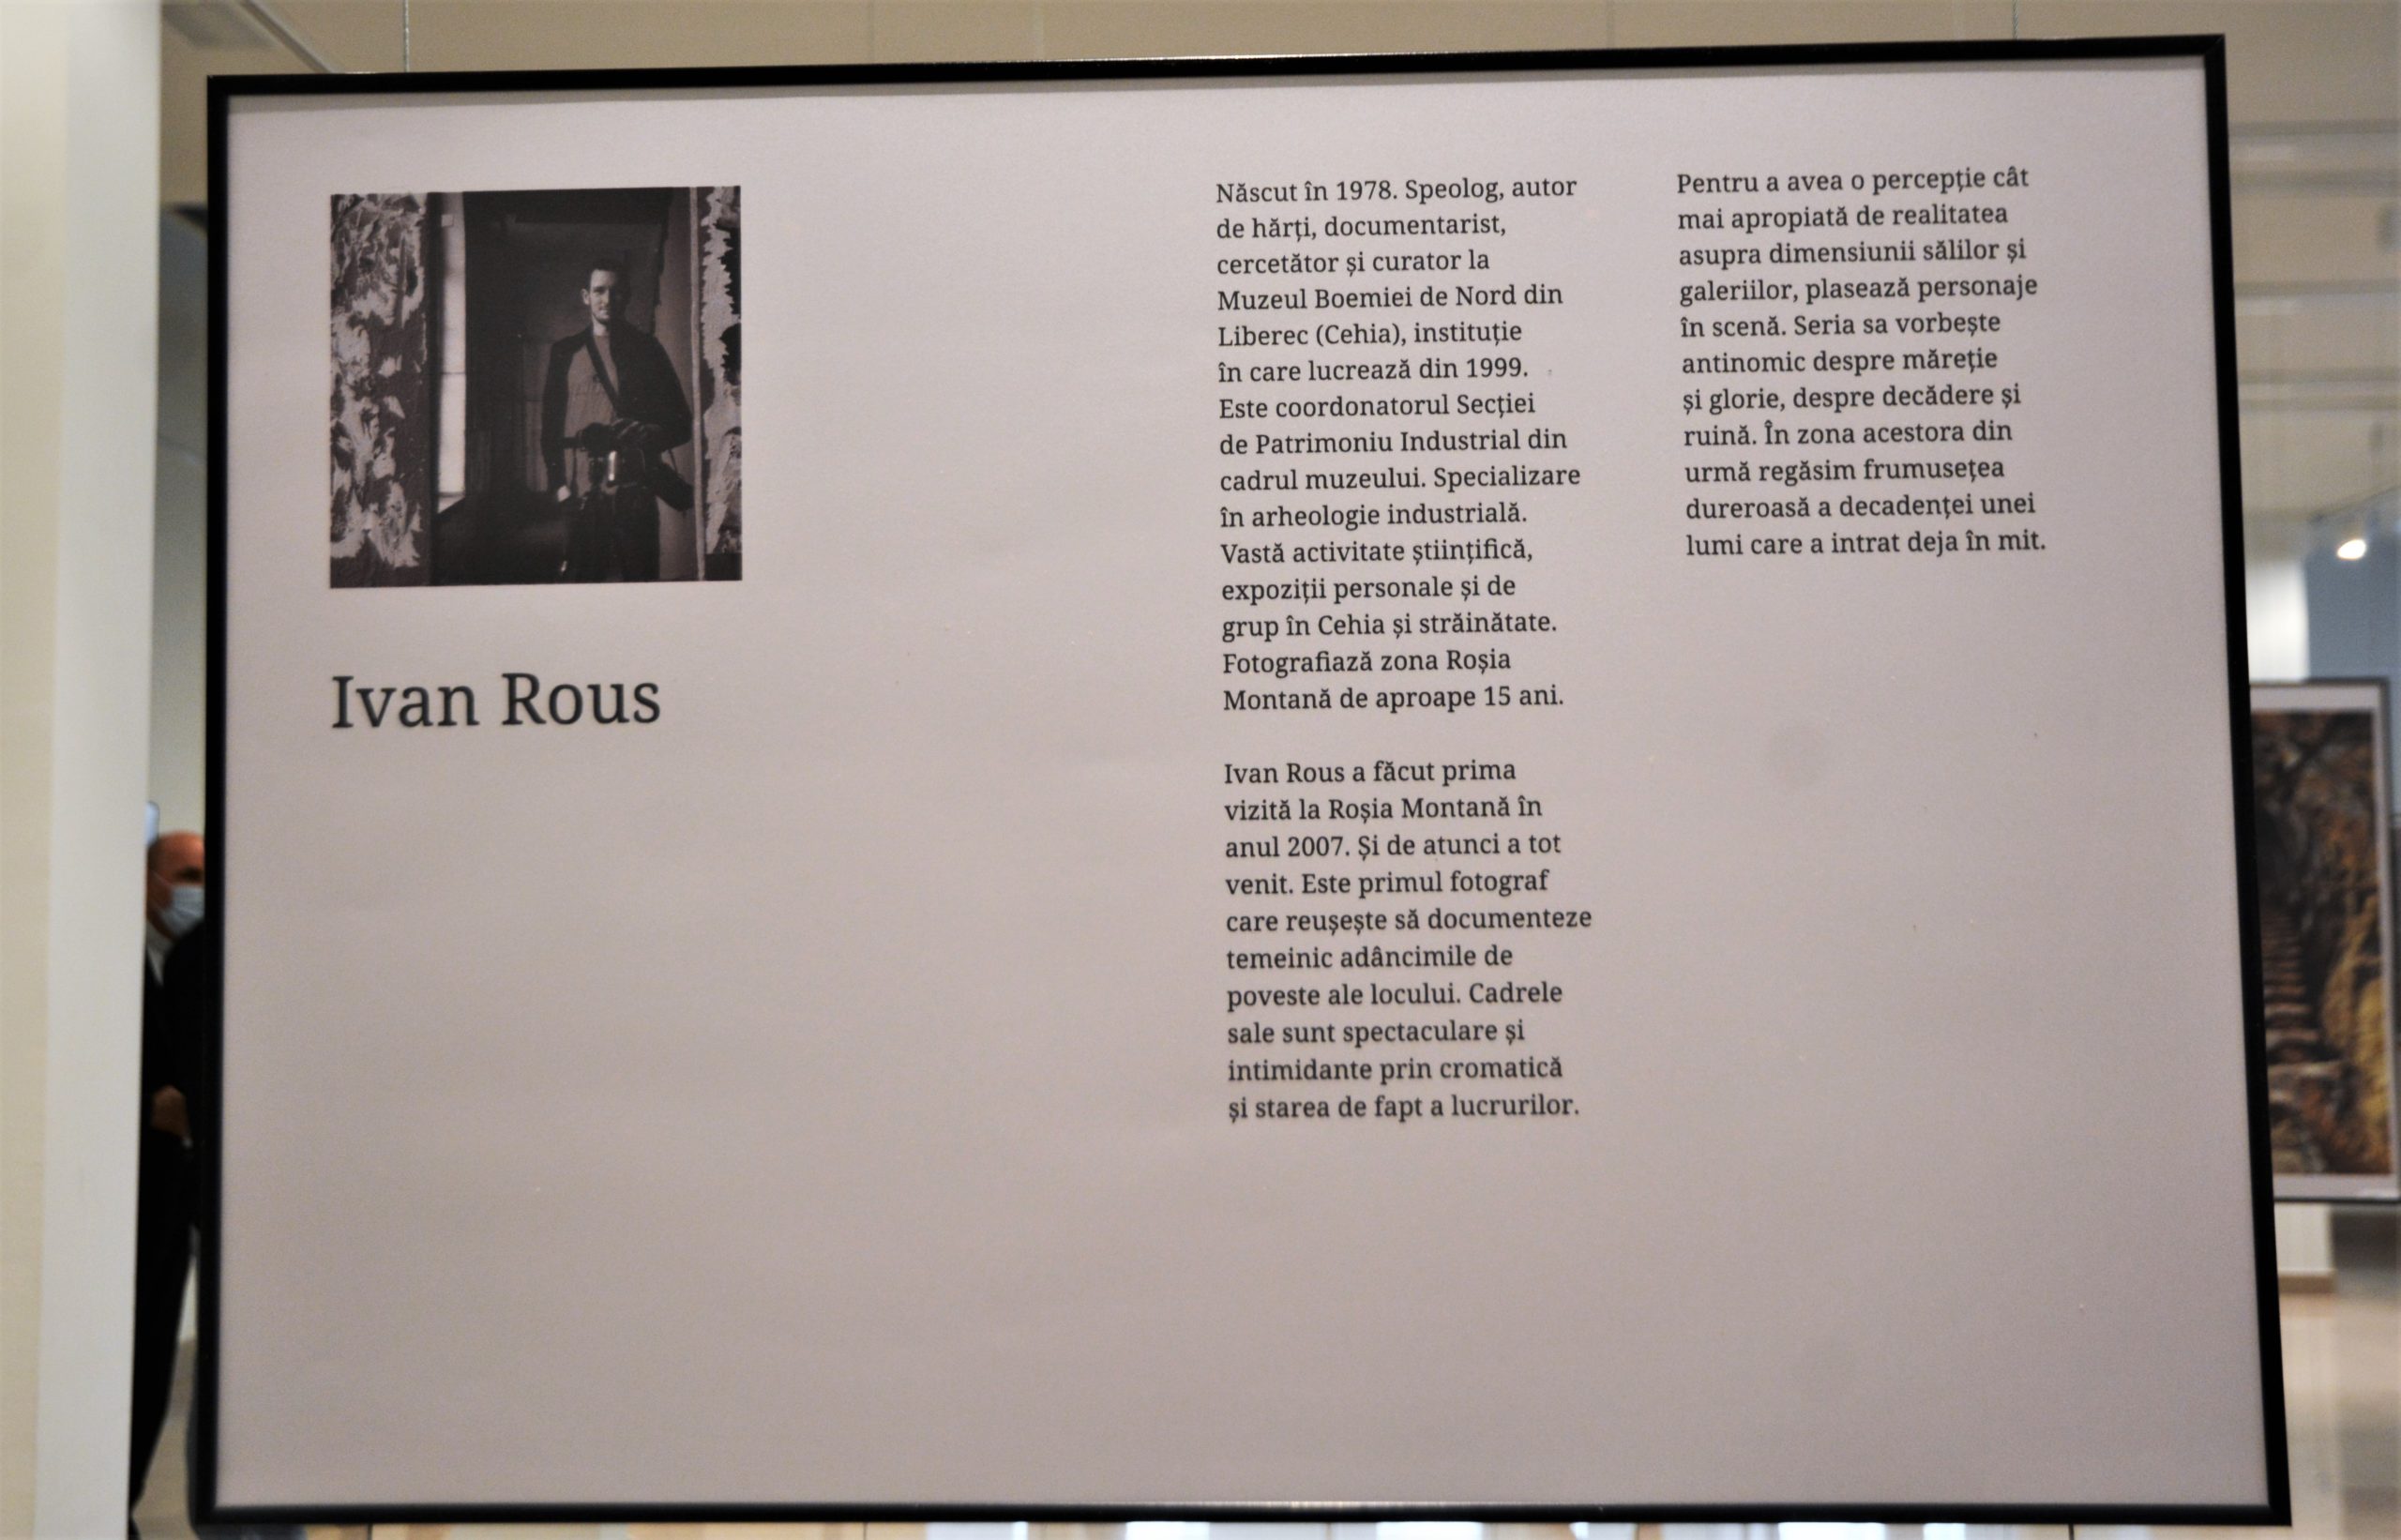 Ivan Rous
Născut în 1978. Speolog, autor
de hărți, documentarist,
cercetător și curator la
Muzeul Boemiei de Nord din
Liberec (Cehia), instituție
în care lucrează din 1999.
Este coordonatorul Secției
de Patrimoniu Industrial din
cadrul muzeului. Specializare
în arheologie industrială.
Vastă activitate științifică,
expoziții personale și de
grup în Cehia și străinătate.
Fotografiază zona Roșia
Montană de aproape 15 ani.
Ivan Rous a făcut prima
vizită la Roșia Montană în
anul 2007. Și de atunci a tot
venit. Este primul fotograf
care reușește să documenteze
temeinic adâncimile de
poveste ale locului. Cadrele
sale sunt spectaculare și
intimidante prin cromatică
și starea de fapt a lucrurilor.
Pentru a avea o percepție cât
mai apropiată de realitatea
asupra dimensiunii sălilor și
galeriilor, plasează personaje
în scenă. Seria sa vorbește
antinomic despre măreție
și glorie, despre decădere și
ruină. În zona acestora din
urmă regăsim frumusețea
dureroasă a decadenței unei
lumi care a intrat deja în mit.